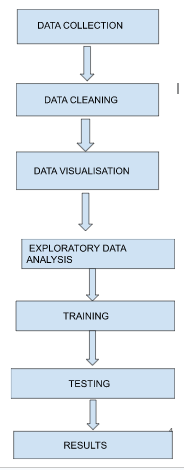 DATA COLLECTION
DATA CLEANING
DATA VISUALISATION
EXPLORATORY DATA
ANALYSIS
TRAINING
TESTING
RESULTS